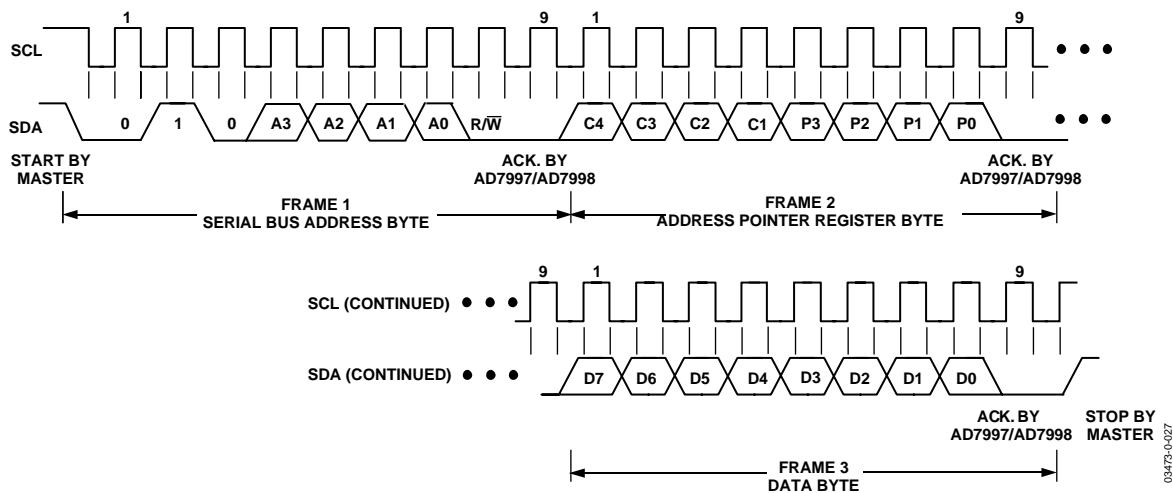 1 9 1 9
SCL
SDA 0 1 0 A3 A2 A1 A0 R/W̅ C4 C3 C2 C1 P3 P2 P1 P0
START BY MASTER
ACK. BY AD7997/AD7998
ACK. BY AD7997/AD7998
FRAME 1
SERIAL BUS ADDRESS BYTE
FRAME 2
ADDRESS POINTER REGISTER BYTE
9 1 9
SCL (CONTINUED)
SDA (CONTINUED) D7 D6 D5 D4 D3 D2 D1 D0
ACK. BY AD7997/AD7998
STOP BY MASTER
FRAME 3
DATA BYTE
03473-0-027